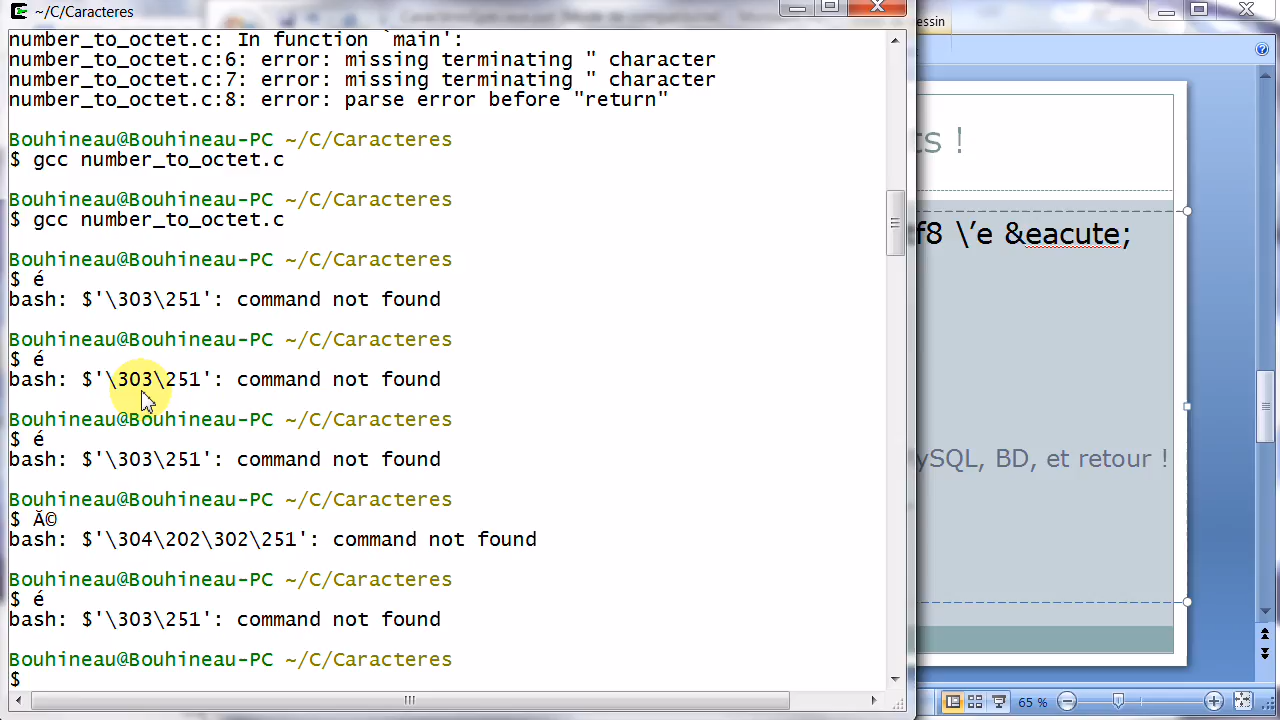 ~/C/Caracteres
number_to_octet.c: In function `main':
number_to_octet.c:6: error: missing terminating " character
number_to_octet.c:7: error: missing terminating " character
number_to_octet.c:8: error: parse error before "return"
Bouhineau@Bouhineau-PC ~/C/Caracteres
$ gcc number_to_octet.c
Bouhineau@Bouhineau-PC ~/C/Caracteres
$ gcc number_to_octet.c
Bouhineau@Bouhineau-PC ~/C/Caracteres
$ é
bash: $'\303\251': command not found
Bouhineau@Bouhineau-PC ~/C/Caracteres
$ é
bash: $'\303\251': command not found
Bouhineau@Bouhineau-PC ~/C/Caracteres
$ é
bash: $'\303\251': command not found
Bouhineau@Bouhineau-PC ~/C/Caracteres
$ Ă©
bash: $'\304\202\302\251': command not found
Bouhineau@Bouhineau-PC ~/C/Caracteres
$ é
bash: $'\303\251': command not found
Bouhineau@Bouhineau-PC ~/C/Caracteres
$
essin
ts !
f8 \’e &eacute;
ySQL, BD, et retour !
65 %